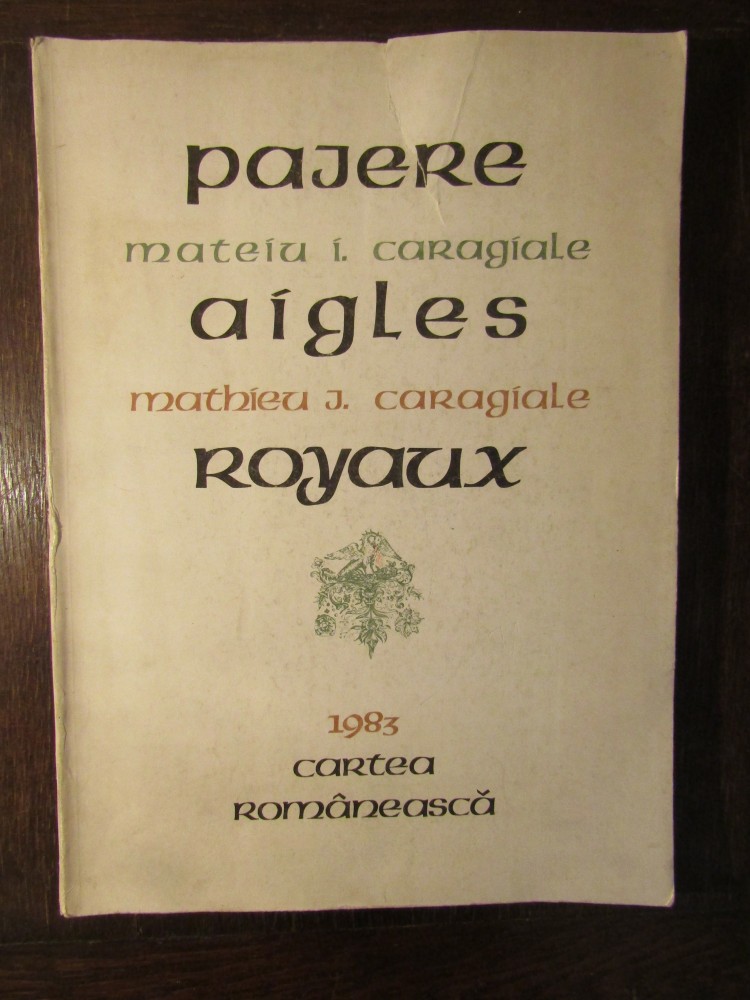 pajere
mateiu i. caragiale
aigles
mathieu j. caragiale
royaux
1983
cartea
românească